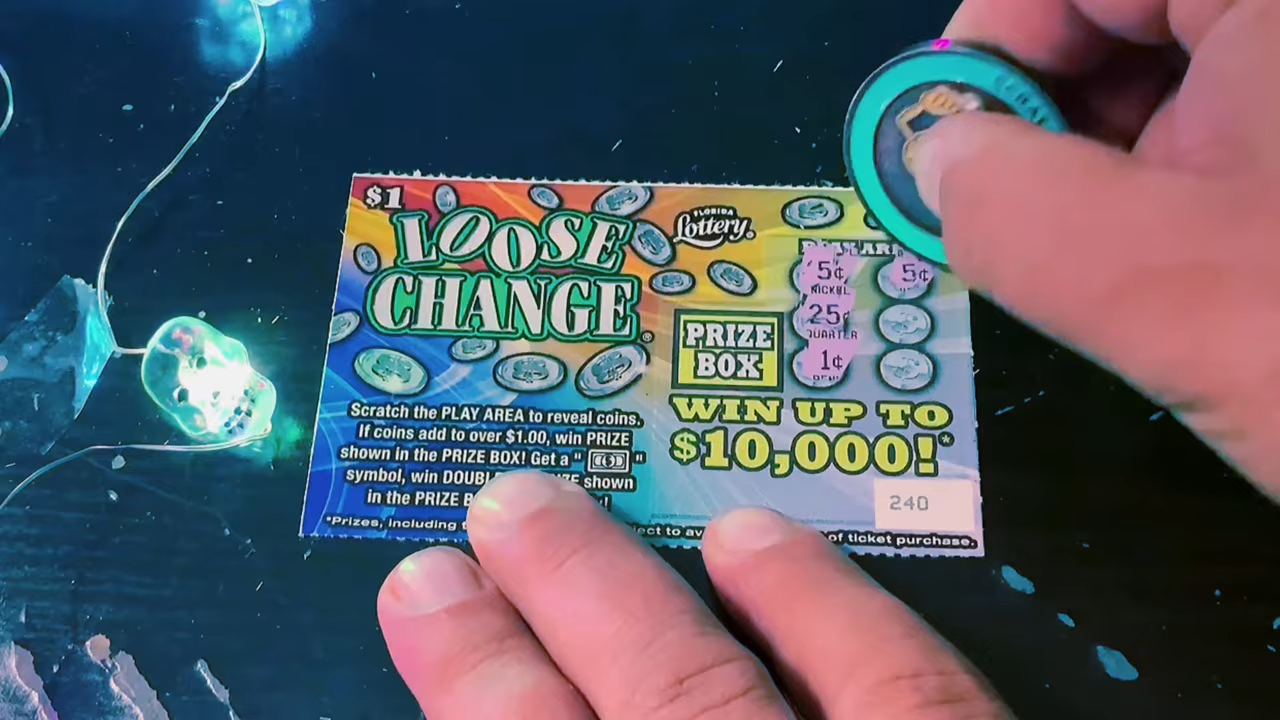 $1
LOOSE
CHANGE®
FLORIDA
Lottery®
5¢
NICKEL
5¢
25¢
QUARTER
1¢
PRIZE
BOX
WIN UP TO
$10,000!*
Scratch the PLAY AREA to reveal coins.
If coins add to over $1.00, win PRIZE
shown in the PRIZE BOX! Get a " "
symbol, win shown
in the PRIZE
*Prizes, including
of ticket purchase.
240